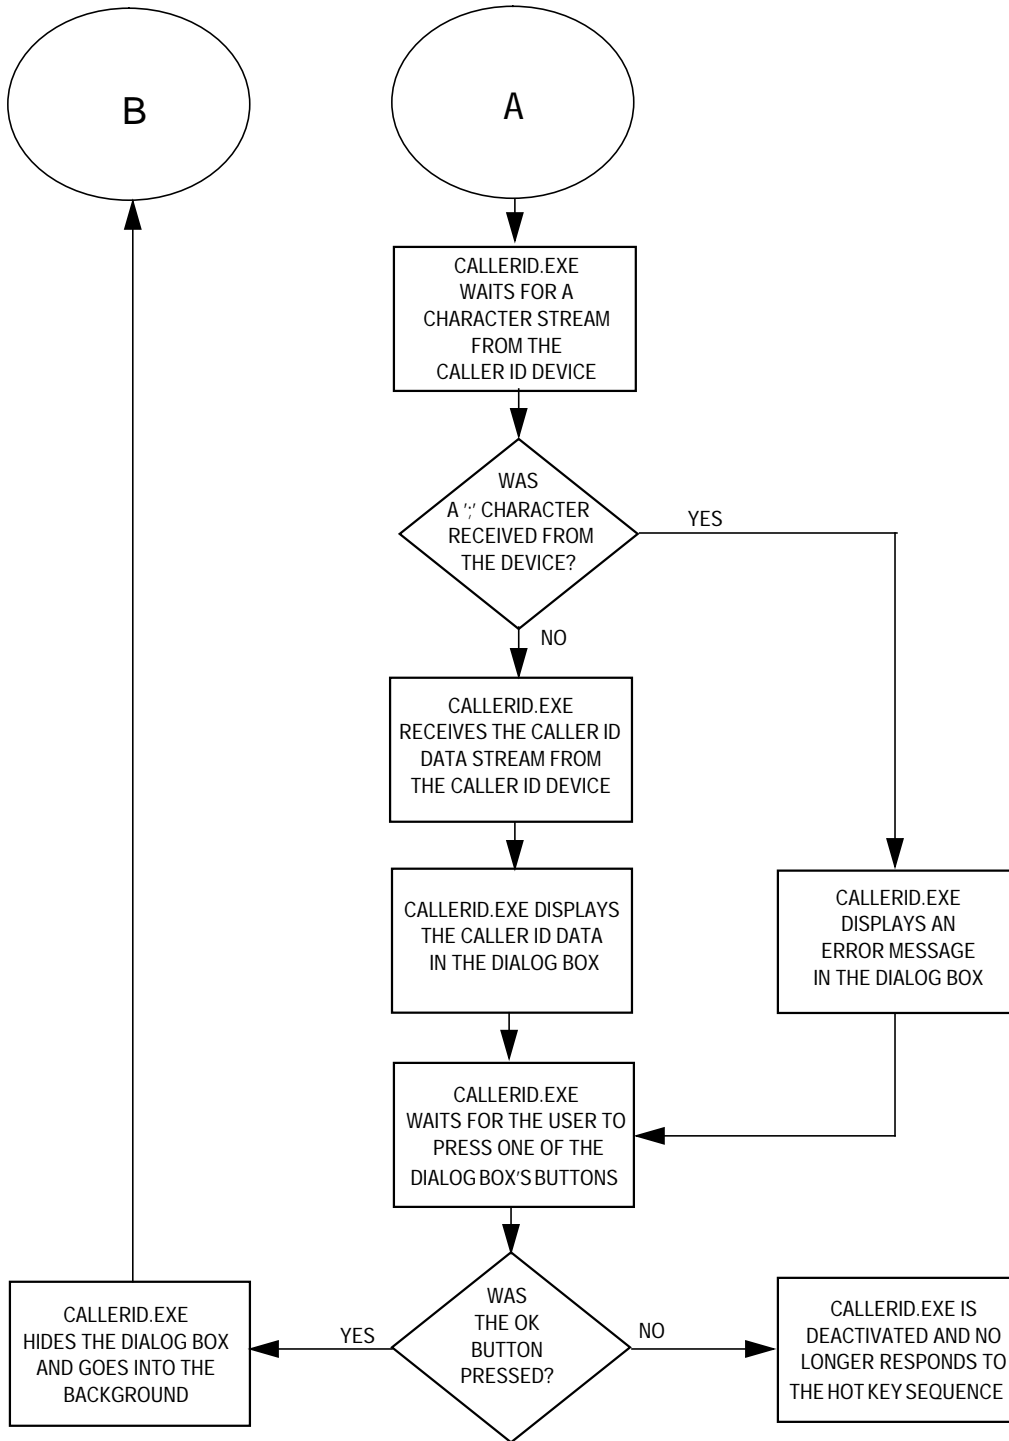 B
A
CALLERID.EXE
WAITS FOR A
CHARACTER STREAM
FROM THE
CALLER ID DEVICE
WAS
A ';' CHARACTER
RECEIVED FROM
THE DEVICE?
YES
NO
CALLERID.EXE
RECEIVES THE CALLER ID
DATA STREAM FROM
THE CALLER ID DEVICE
CALLERID.EXE DISPLAYS
THE CALLER ID DATA
IN THE DIALOG BOX
CALLERID.EXE
DISPLAYS AN
ERROR MESSAGE
IN THE DIALOG BOX
CALLERID.EXE
WAITS FOR THE USER TO
PRESS ONE OF THE
DIALOG BOX'S BUTTONS
WAS
THE OK
BUTTON
PRESSED?
YES
NO
CALLERID.EXE
HIDES THE DIALOG BOX
AND GOES INTO THE
BACKGROUND
CALLERID.EXE IS
DEACTIVATED AND NO
LONGER RESPONDS TO
THE HOT KEY SEQUENCE